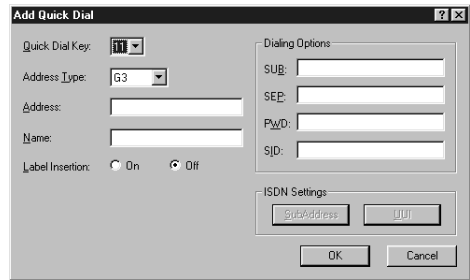 Add Quick Dial
Quick Dial Key: 11
Address Type: G3
Address:
Name:
Label Insertion: On Off
Dialing Options
SUB:
SEP:
PWD:
SID:
ISDN Settings
SubAddress UUI
OK Cancel